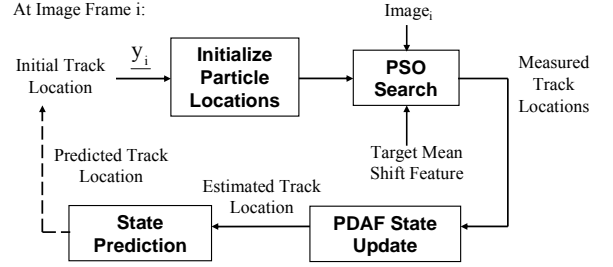 At Image Frame i:
Image_i
Initial Track
Location
y_i
Initialize
Particle
Locations
PSO
Search
Measured
Track
Locations
Target Mean
Shift Feature
Predicted Track
Location
Estimated Track
Location
State
Prediction
PDAF State
Update